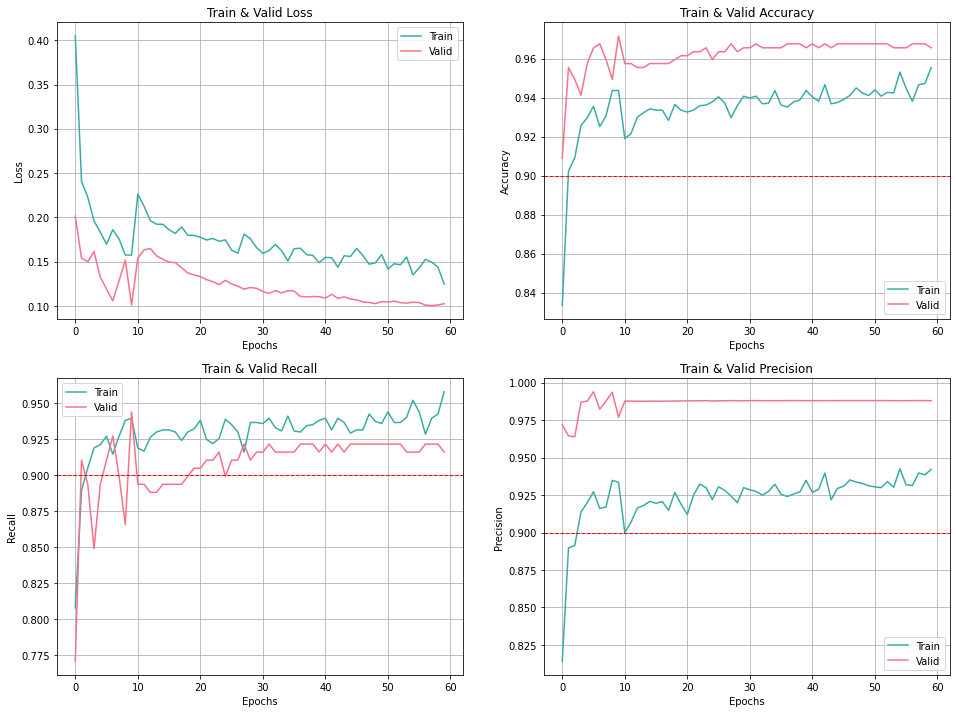 Train & Valid Loss
0.40
0.35
0.30
0.25
0.20
0.15
0.10
Loss
0 10 20 30 40 50 60
Epochs
Train
Valid
Train & Valid Accuracy
0.96
0.94
0.92
0.90
0.88
0.86
0.84
Accuracy
0 10 20 30 40 50 60
Epochs
Train
Valid
Train & Valid Recall
0.950
0.925
0.900
0.875
0.850
0.825
0.800
0.775
Recall
0 10 20 30 40 50 60
Epochs
Train
Valid
Train & Valid Precision
1.000
0.975
0.950
0.925
0.900
0.875
0.850
0.825
Precision
0 10 20 30 40 50 60
Epochs
Train
Valid